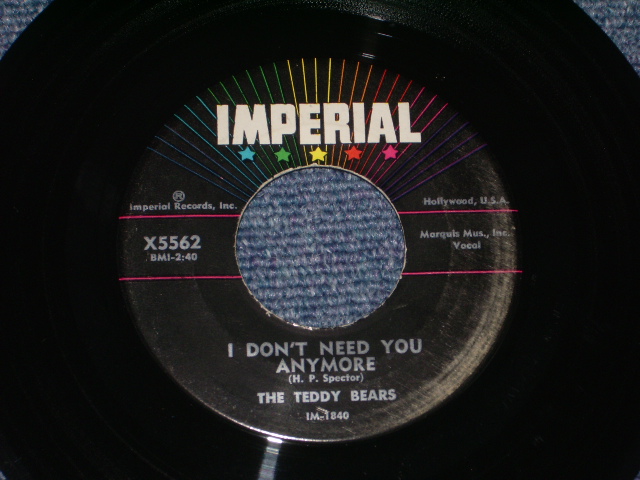 IMPERIAL
®
Imperial Records, Inc.
Hollywood, U.S.A.
X5562
BMI-2:40
Marquis Mus., Inc.
Vocal
I DON'T NEED YOU
ANYMORE
(H. P. Spector)
THE TEDDY BEARS
IM-1840